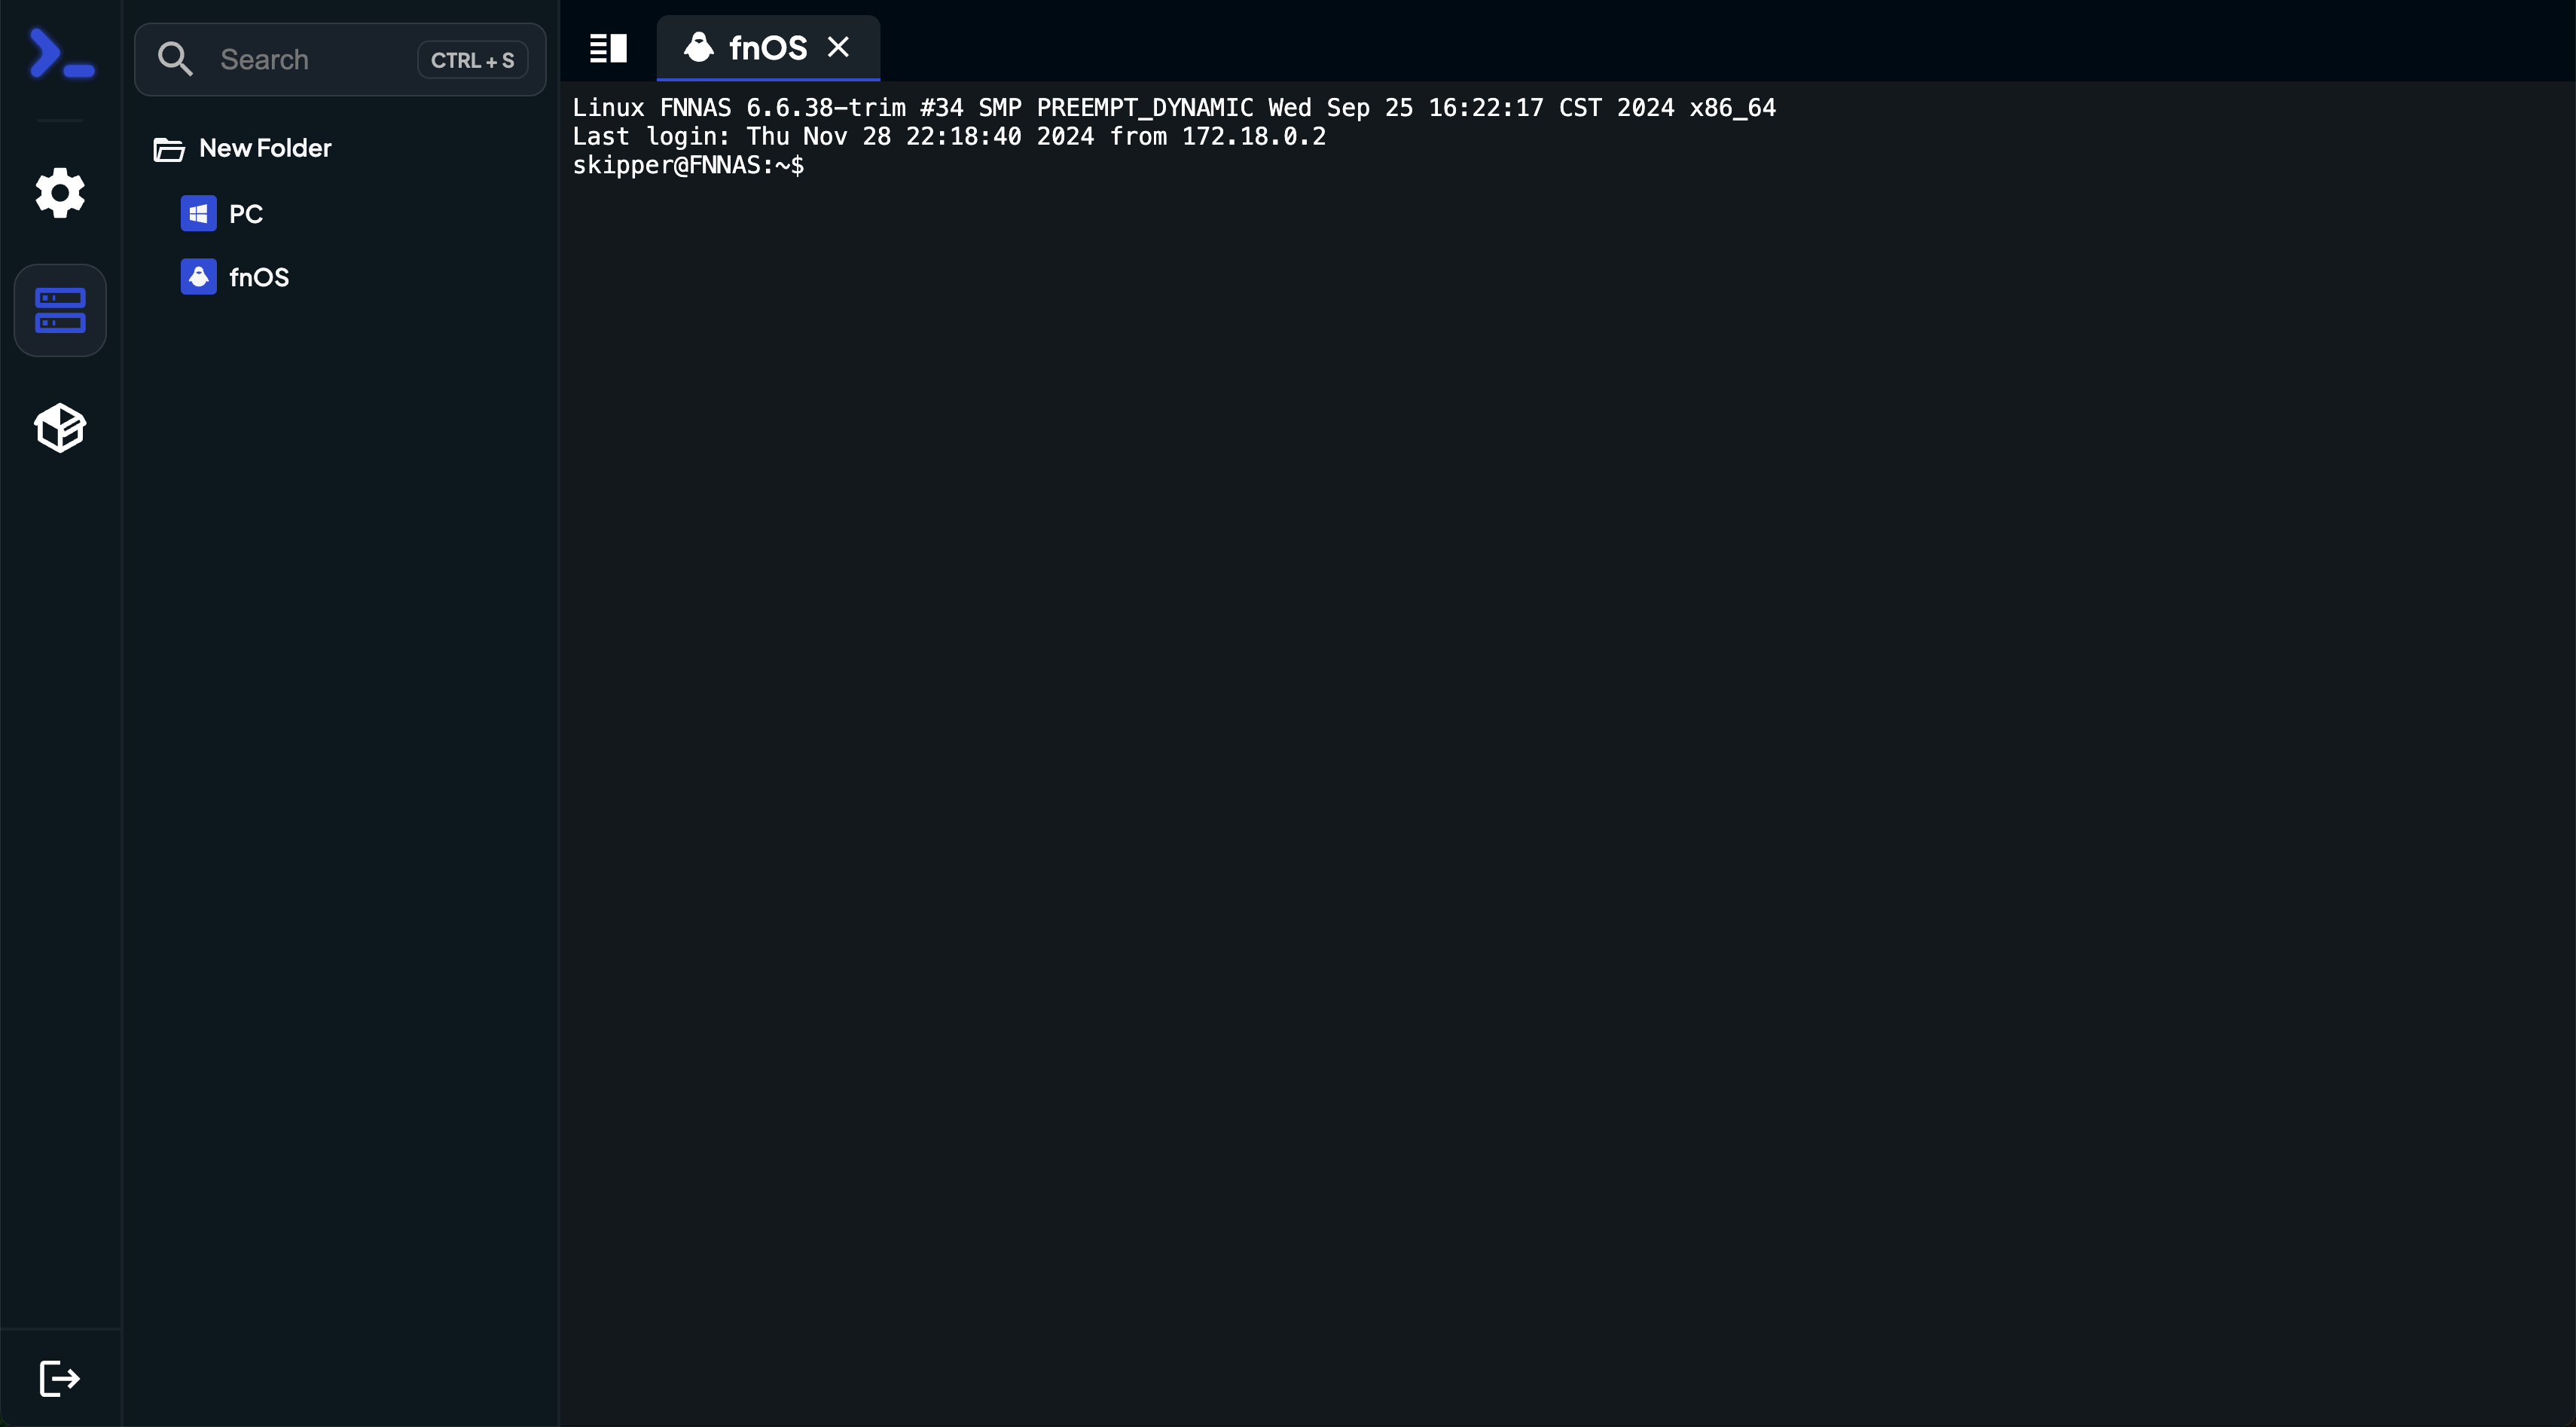 Search CTRL + S
New Folder
PC
fnOS
fnOS
Linux FNNAS 6.6.38-trim #34 SMP PREEMPT_DYNAMIC Wed Sep 25 16:22:17 CST 2024 x86_64
Last login: Thu Nov 28 22:18:40 2024 from 172.18.0.2
skipper@FNNAS:~$